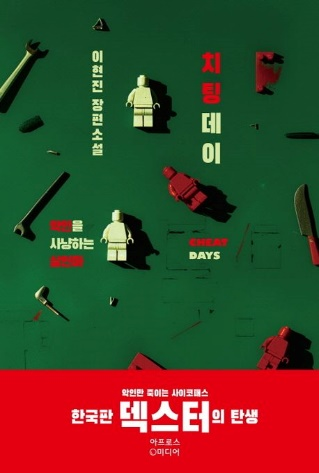 이현진 장편소설
치팅데이
악인을
사냥하는
살인마
CHEAT
DAYS
악인만 죽이는 사이코패스
한국판 덱스터의 탄생
아프로스
미디어